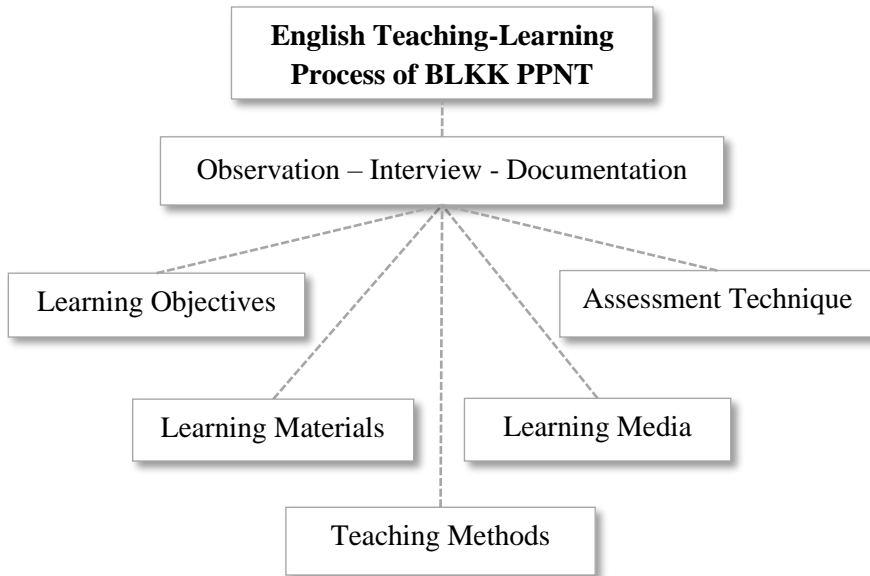 English Teaching-Learning
Process of BLKK PPNT
Observation – Interview - Documentation
Learning Objectives
Assessment Technique
Learning Materials
Learning Media
Teaching Methods